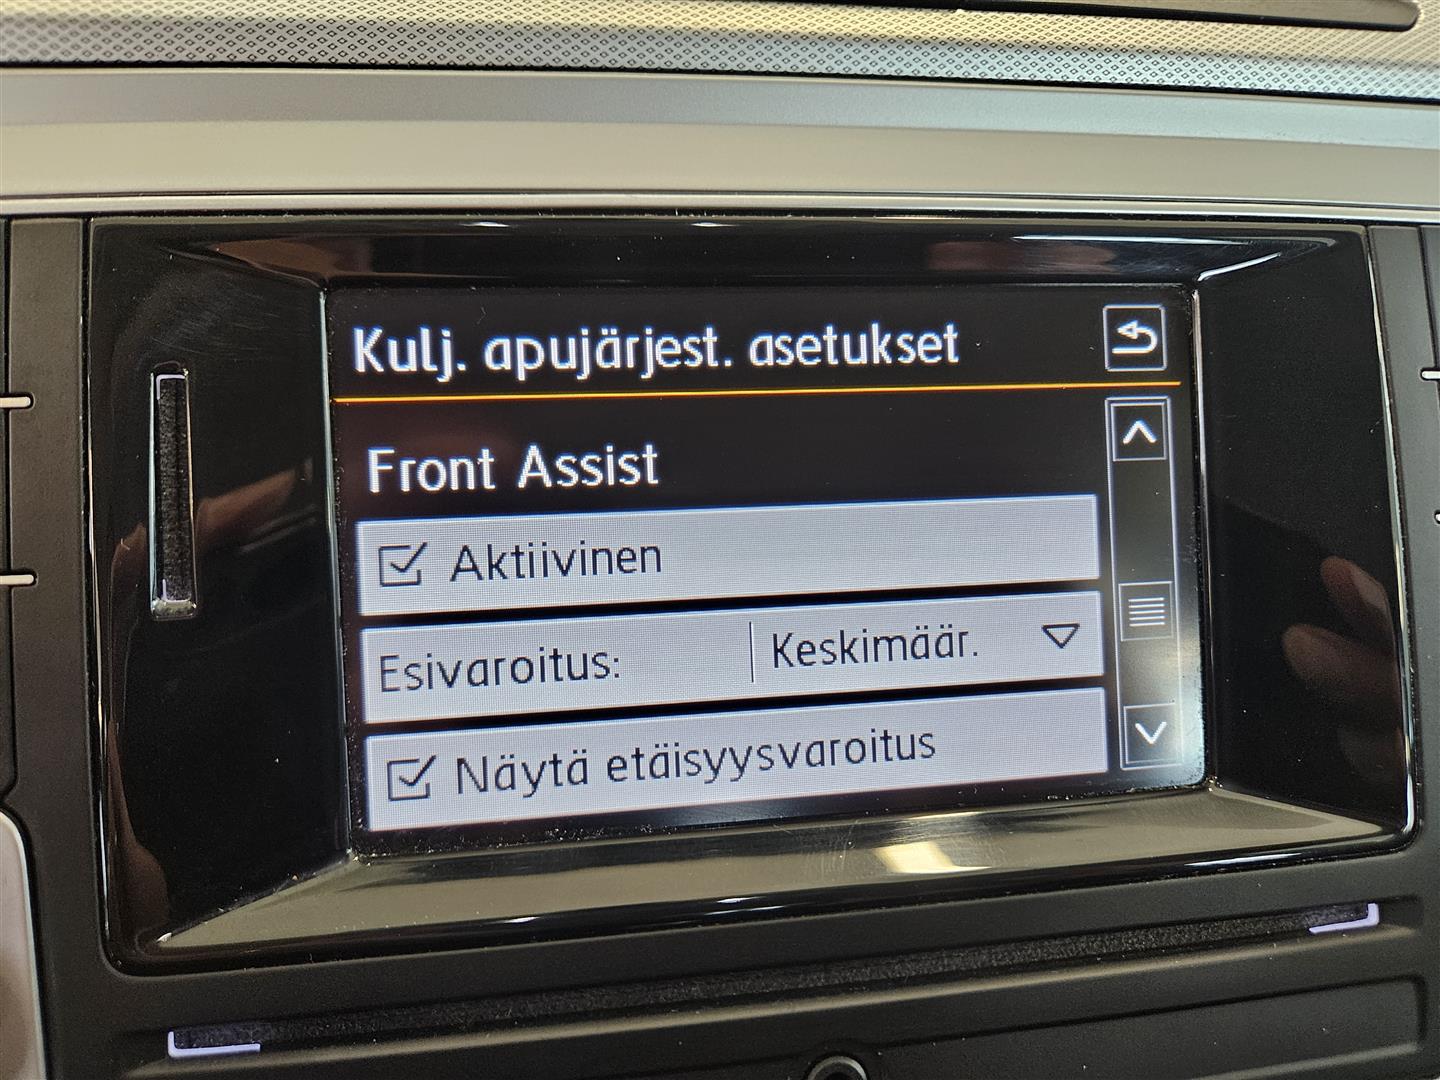 Kulj. apujärjest. asetukset
Front Assist
Aktiivinen
Esivaroitus: Keskimäär.
Näytä etäisyysvaroitus